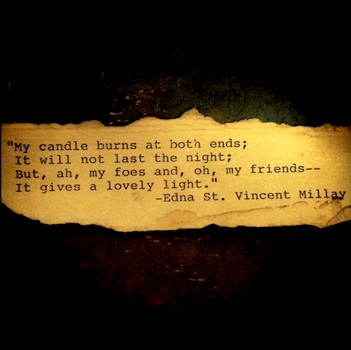 "My candle burns at both ends;
It will not last the night;
But, ah, my foes and, oh, my friends--
It gives a lovely light."
-Edna St. Vincent Millay